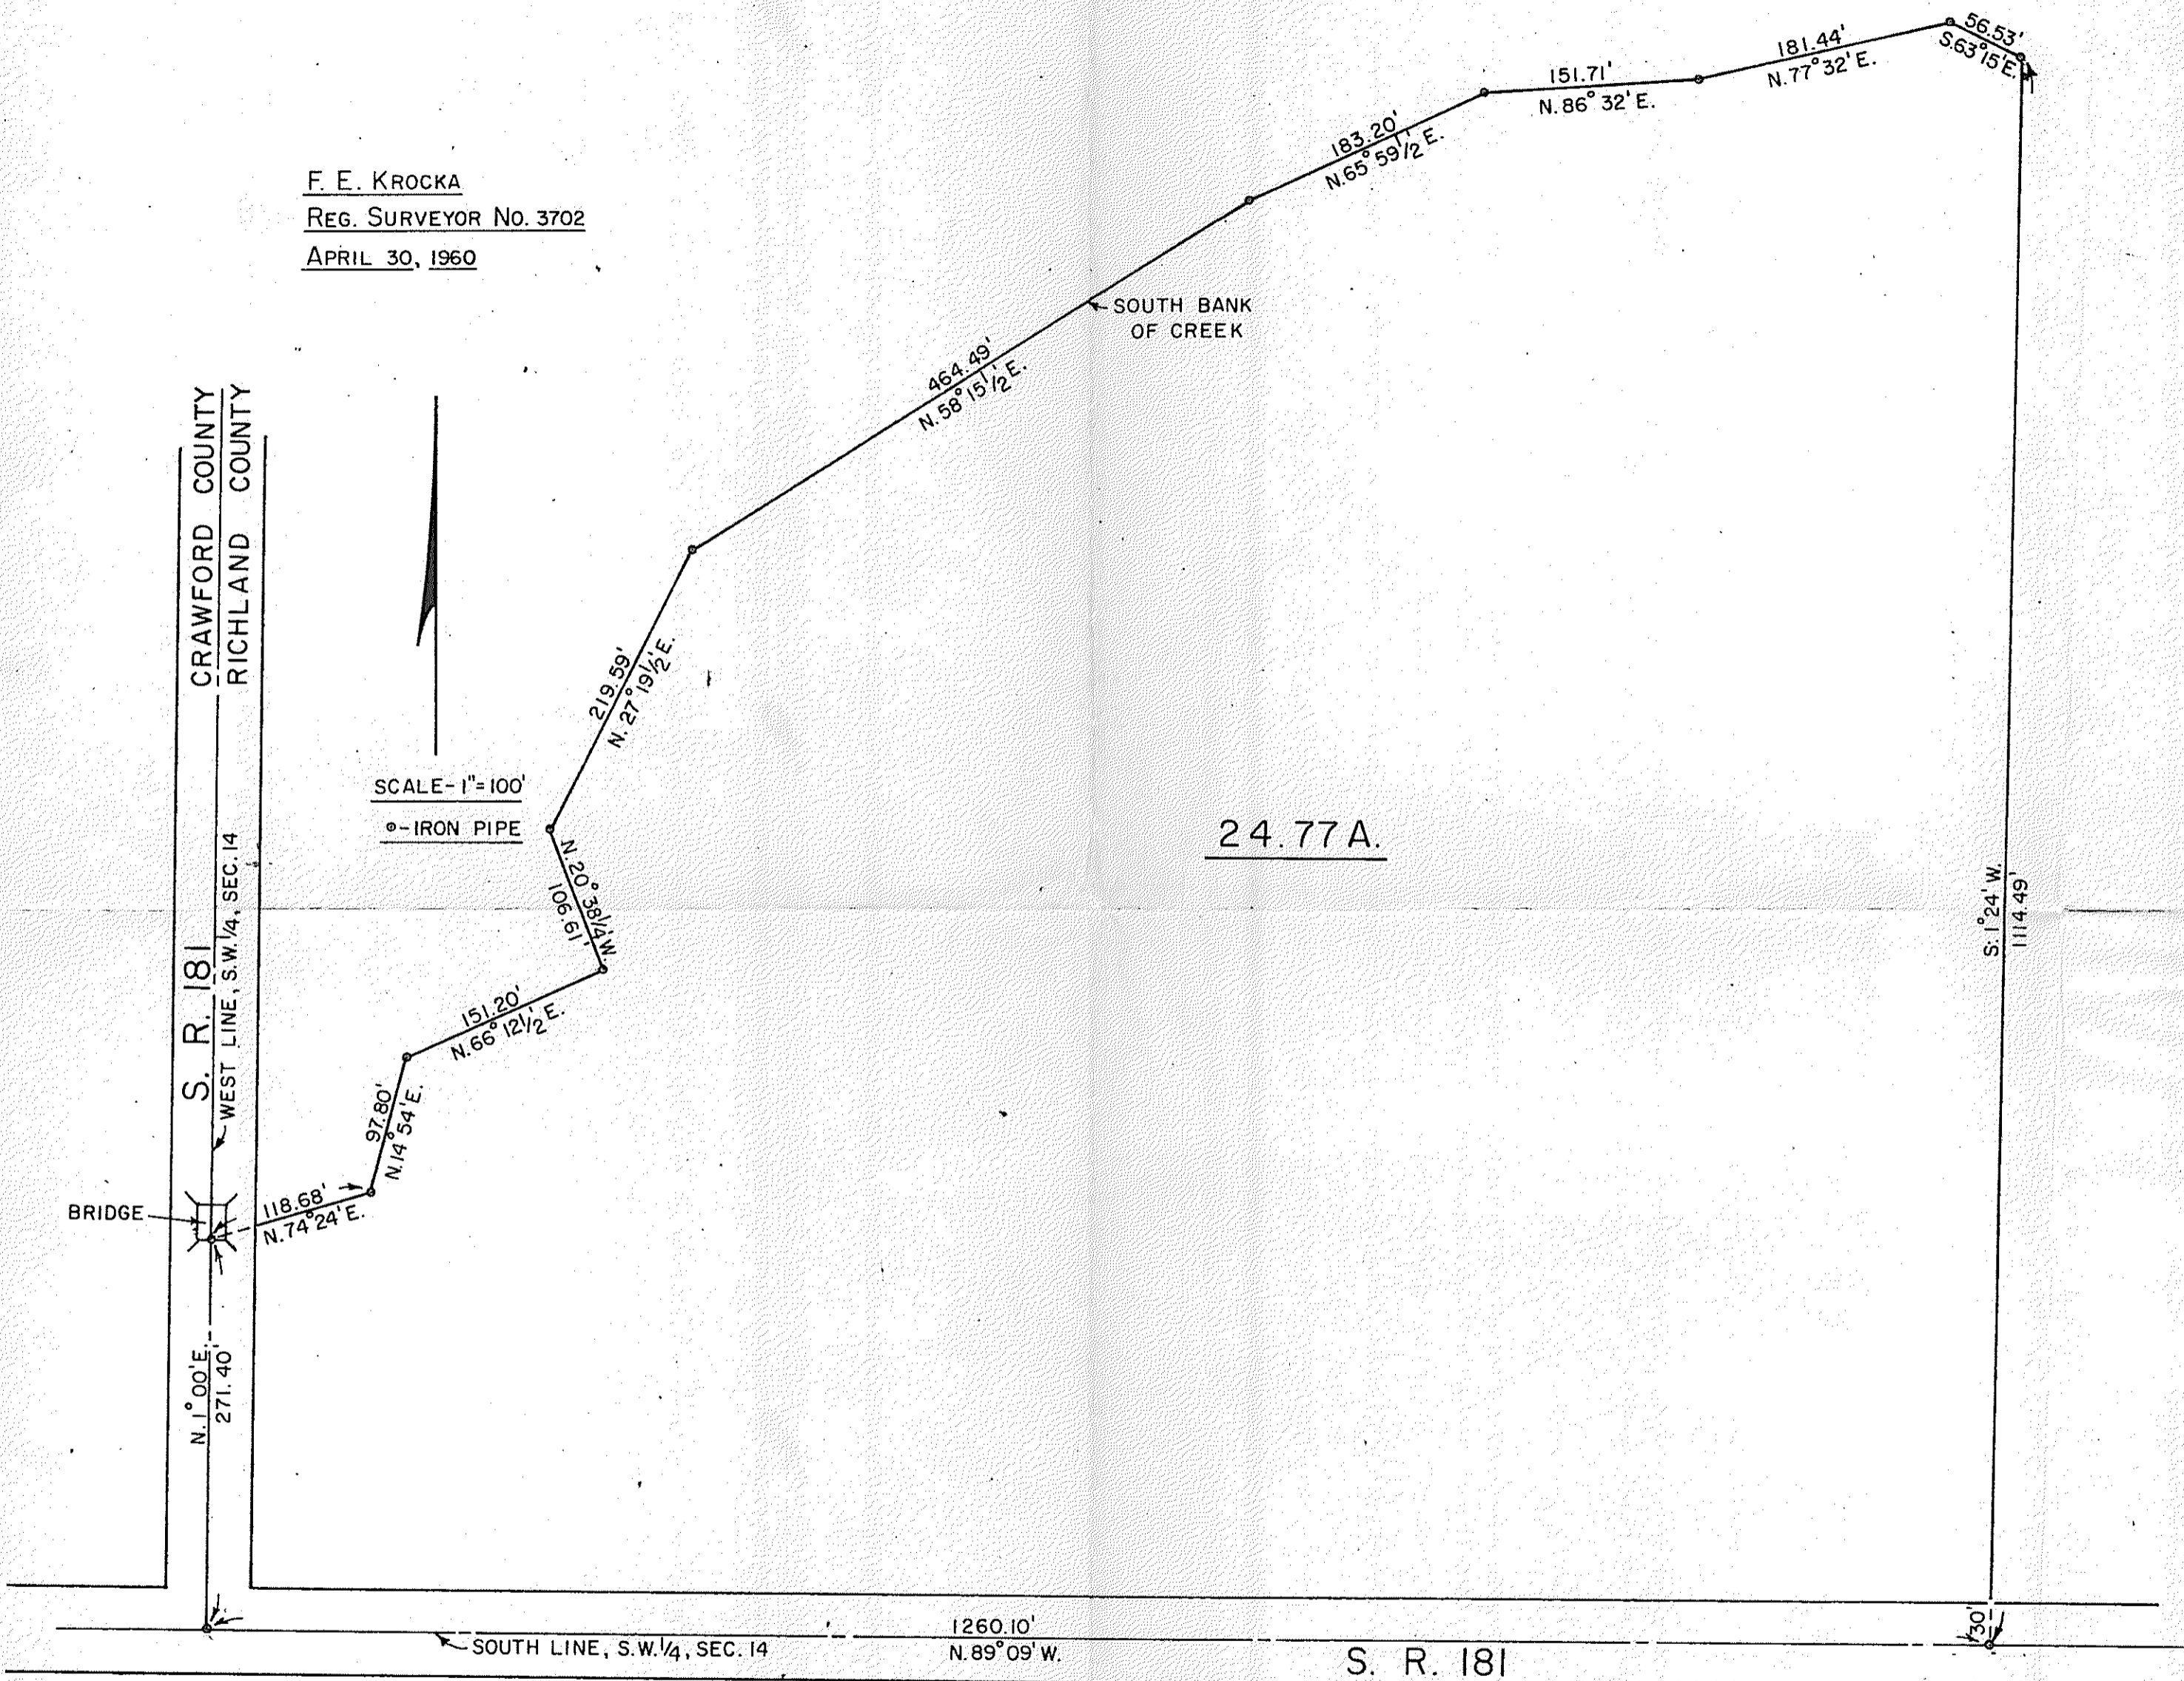 F. E. KROCKA
REG. SURVEYOR NO. 3702
APRIL 30, 1960
56.53'
S.63°15'E.
181.44'
N.77°32'E.
151.71'
N.86°32'E.
183.20'
N.65°59 1/2'E.
SOUTH BANK
OF CREEK
464.49'
N.58°15 1/2'E.
CRAWFORD COUNTY
RICHLAND COUNTY
219.59'
N.27°19 1/2'E.
SCALE-1"=100'
-IRON PIPE
N.20°38 1/4'W.
106.61'
24.77A.
S.1°24'W.
1114.49'
S. R. 181
WEST LINE, S.W.1/4, SEC.14
151.20'
N.66°12 1/2'E.
97.80'
N.14°54'E.
BRIDGE
118.68'
N.74°24'E.
N.1°00'E.
271.40'
30'
1260.10'
N.89°09'W.
SOUTH LINE, S.W.1/4, SEC.14
S. R. 181